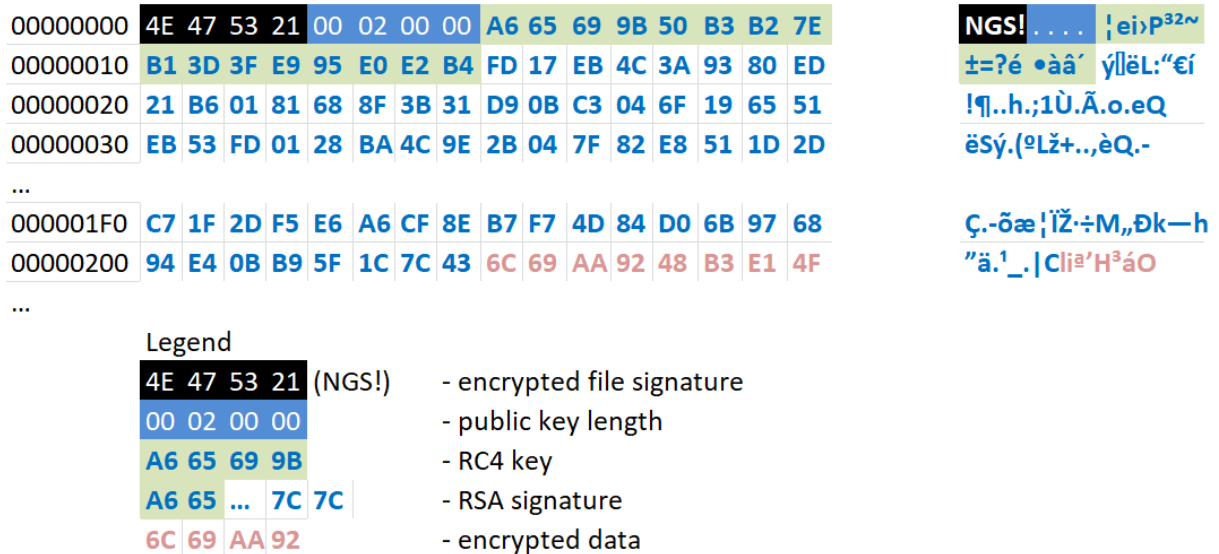 00000000 4E 47 53 21 00 02 00 00 A6 65 69 9B 50 B3 B2 7E NGS!.... ¦ei›P³²~
00000010 B1 3D 3F E9 95 E0 E2 B4 FD 17 EB 4C 3A 93 80 ED ±=?é •àâ´ ýëL:“€í
00000020 21 B6 01 81 68 8F 3B 31 D9 0B C3 04 6F 19 65 51 !¶..h.;1Ù.Ã.o.eQ
00000030 EB 53 FD 01 28 BA 4C 9E 2B 04 7F 82 E8 51 1D 2D ëSý.(ºLž+..‚èQ.-
...
000001F0 C7 1F 2D F5 E6 A6 CF 8E B7 F7 4D 84 D0 6B 97 68 Ç.-õæ¦ÏŽ·÷M„Ðk—h
00000200 94 E4 0B B9 5F 1C 7C 43 6C 69 AA 92 48 B3 E1 4F ”ä.¹_.|Cliª’H³áO
...
Legend
4E 47 53 21 (NGS!) - encrypted file signature
00 02 00 00 - public key length
A6 65 69 9B - RC4 key
A6 65 ... 7C 7C - RSA signature
6C 69 AA 92 - encrypted data